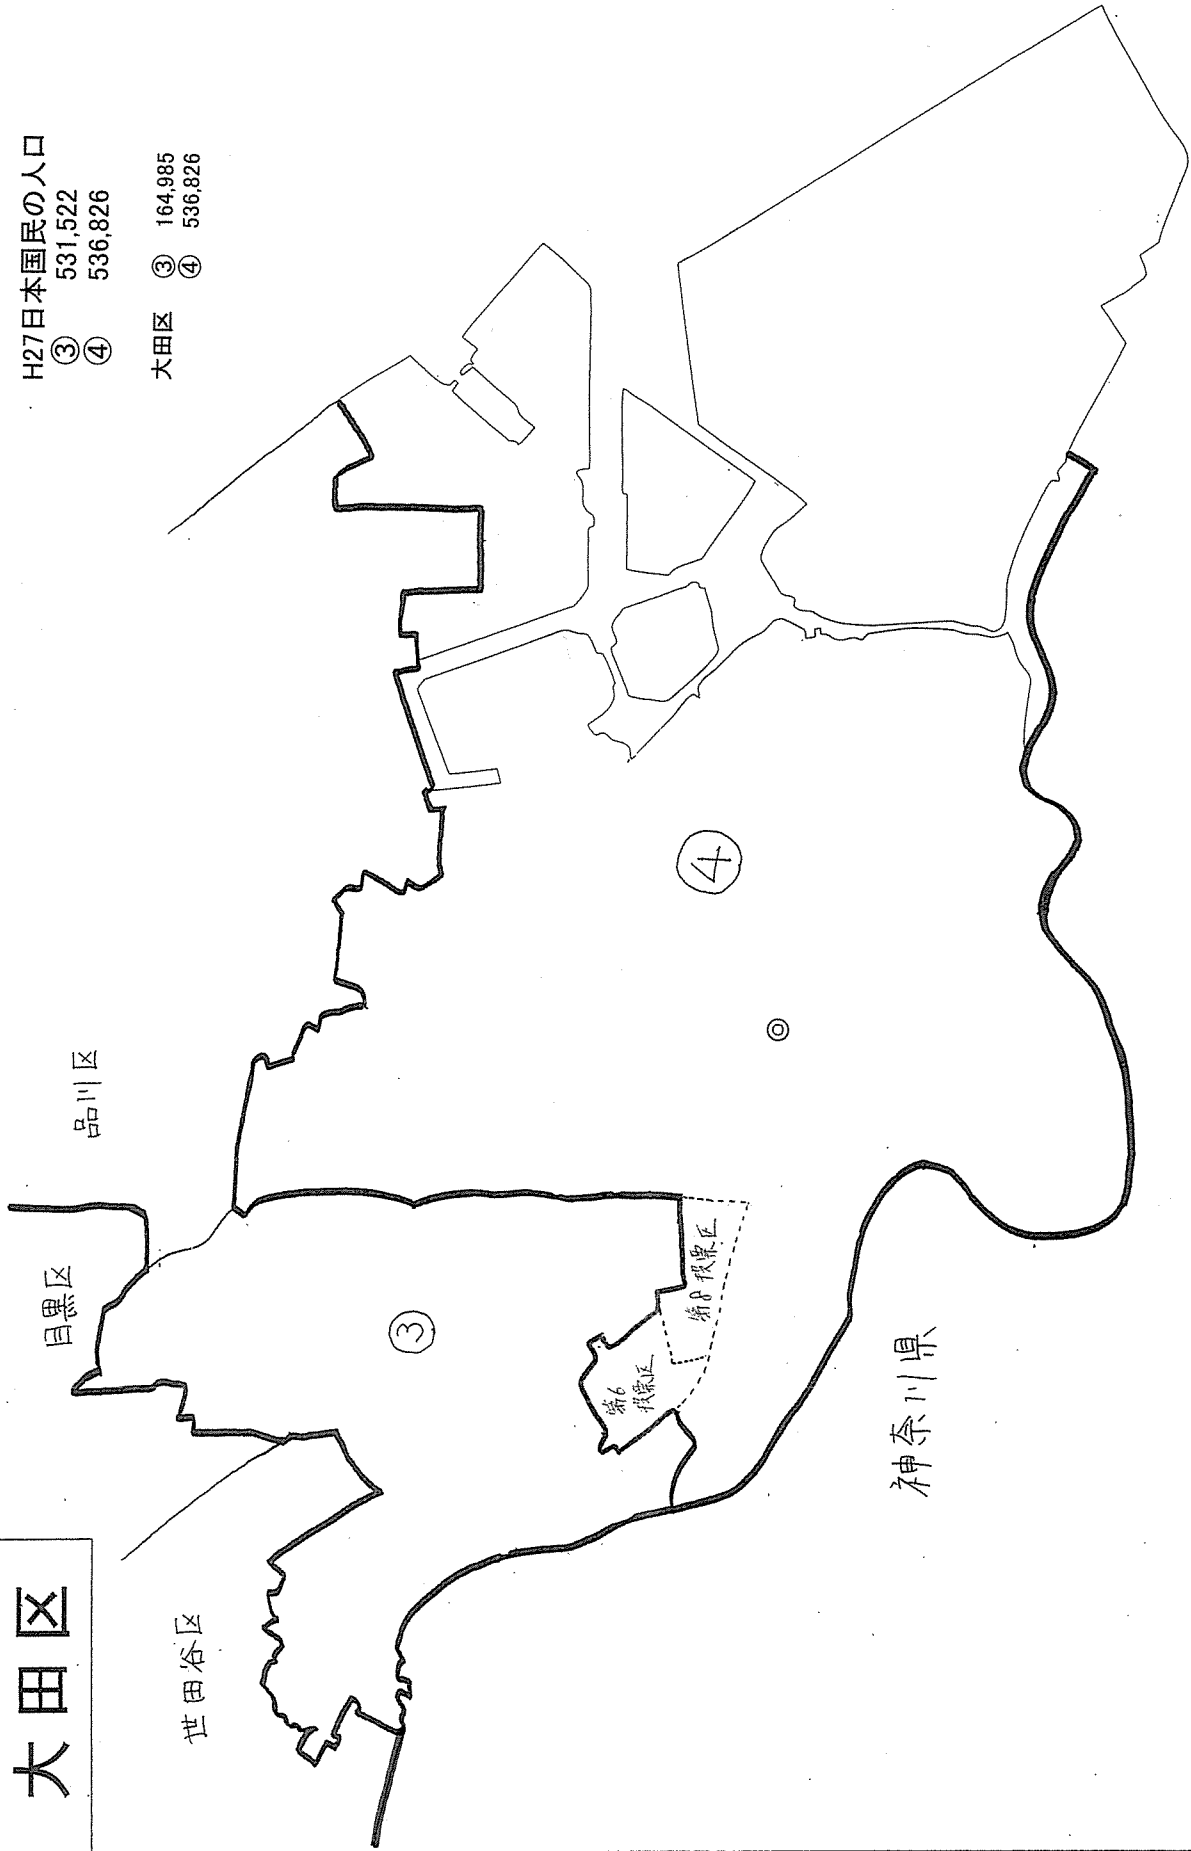 大田区
H27日本国民の人口
③ 531,522
④ 536,826
大田区 ③ 164,985
④ 536,826
世田谷区
目黒区
品川区
③
④
第6
投票区
第8投票区
神奈川県